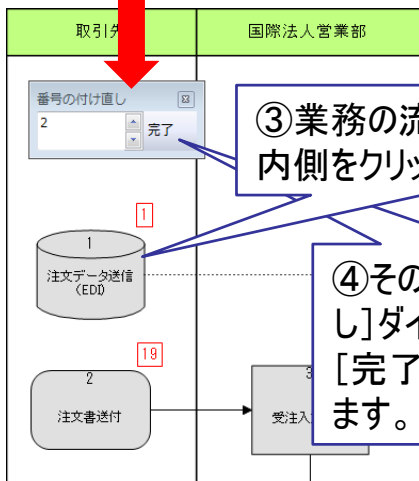 取引先
国際法人営業部
番号の付け直し
2
完了
③業務の流
内側をクリッ
1
1
注文データ送信
(EDI)
④その
し]ダイ
[完了
ます。
19
2
注文書送付
3
受注入